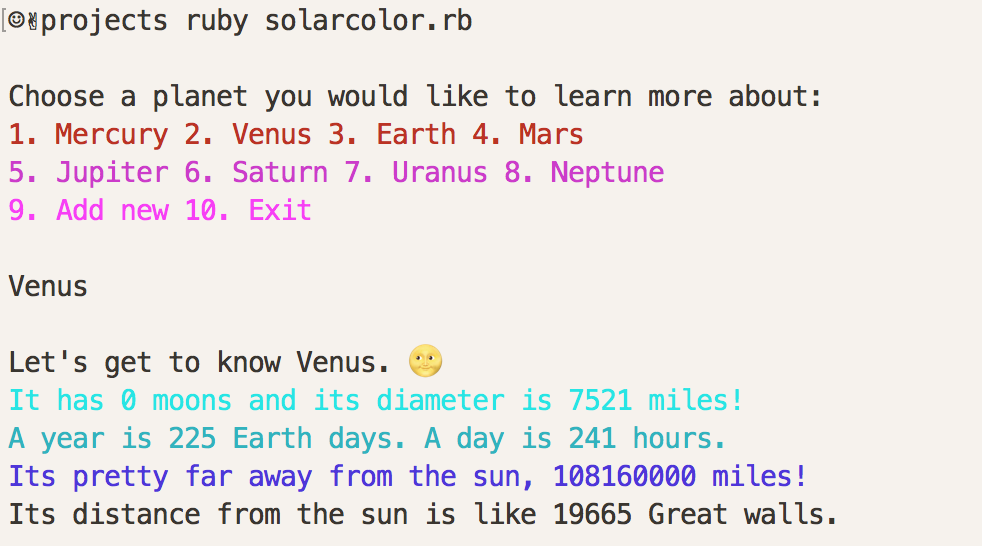 [☺✌projects ruby solarcolor.rb
Choose a planet you would like to learn more about:
1. Mercury 2. Venus 3. Earth 4. Mars
5. Jupiter 6. Saturn 7. Uranus 8. Neptune
9. Add new 10. Exit
Venus
Let's get to know Venus. 🌝
It has 0 moons and its diameter is 7521 miles!
A year is 225 Earth days. A day is 241 hours.
Its pretty far away from the sun, 108160000 miles!
Its distance from the sun is like 19665 Great walls.